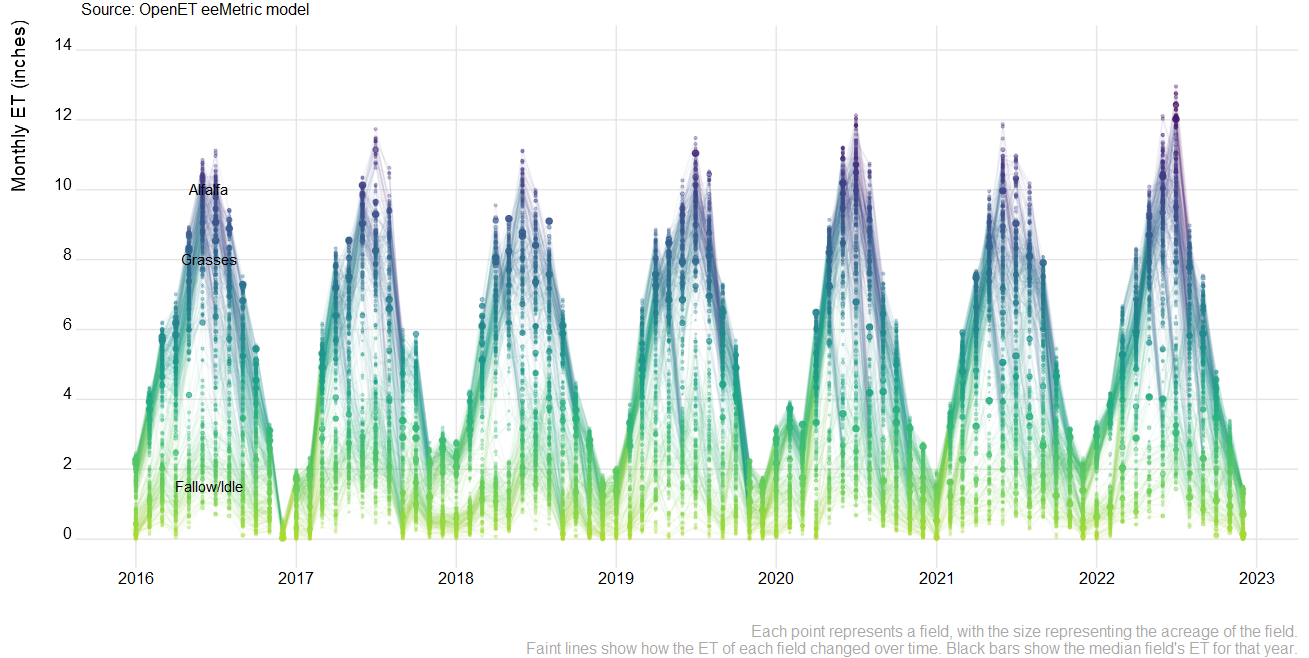 Source: OpenET eeMetric model
Monthly ET (inches)
14
12
10
8
6
4
2
0
Alfalfa
Grasses
Fallow/Idle
2016
2017
2018
2019
2020
2021
2022
2023
Each point represents a field, with the size representing the acreage of the field.
Faint lines show how the ET of each field changed over time. Black bars show the median field's ET for that year.